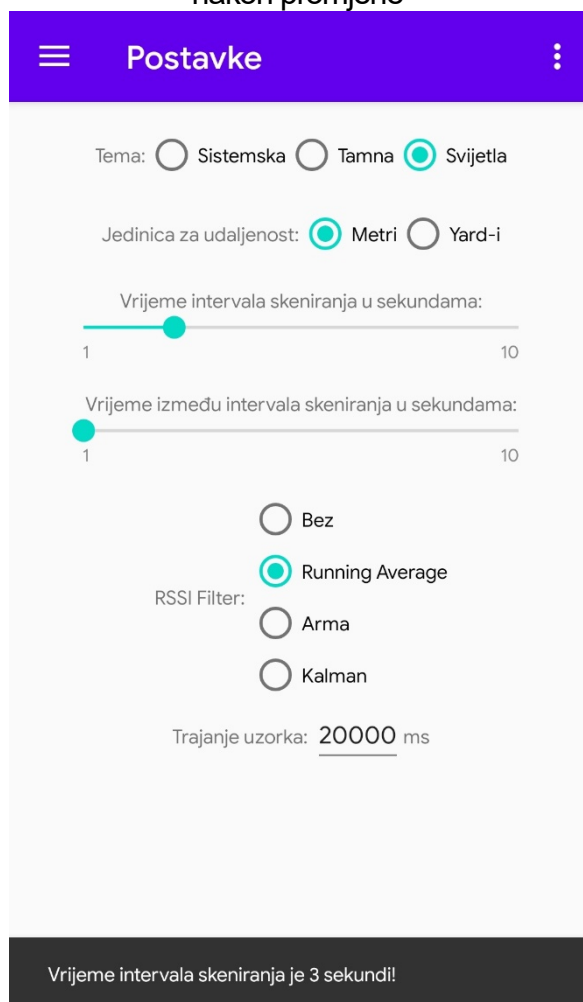 nakon promjene
Postavke
Tema: Sistemska Tamna Svijetla
Jedinica za udaljenost: Metri Yard-i
Vrijeme intervala skeniranja u sekundama:
1 10
Vrijeme između intervala skeniranja u sekundama:
1 10
Bez
Running Average
RSSI Filter:
Arma
Kalman
Trajanje uzorka: 20000 ms
Vrijeme intervala skeniranja je 3 sekundi!